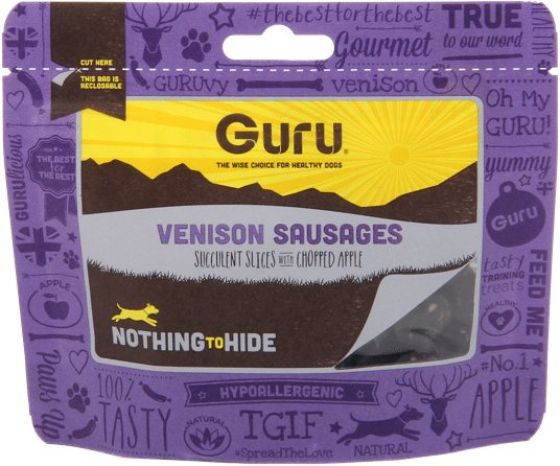 #thebestforthebest
TRUE
to our word
Gourmet
CUT HERE
THIS BAG IS
RECLOSABLE
GURUvy
venison
Oh My
GURU!
GURUlicious
THE BEST
for THE
BEST
Guru®
THE WISE CHOICE FOR HEALTHY DOGS
yummy
Guru
VENISON SAUSAGES
SUCCULENT SLICES WITH CHOPPED APPLE
tasty
TRAINING
treats
APPLE
HEALTHY
FEED ME
NOTHING TO HIDE
Paws Up
100%
TASTY
HYPOALLERGENIC
NATURAL
TGIF
#SpreadTheLove
NATURAL
#No.1
APPLE